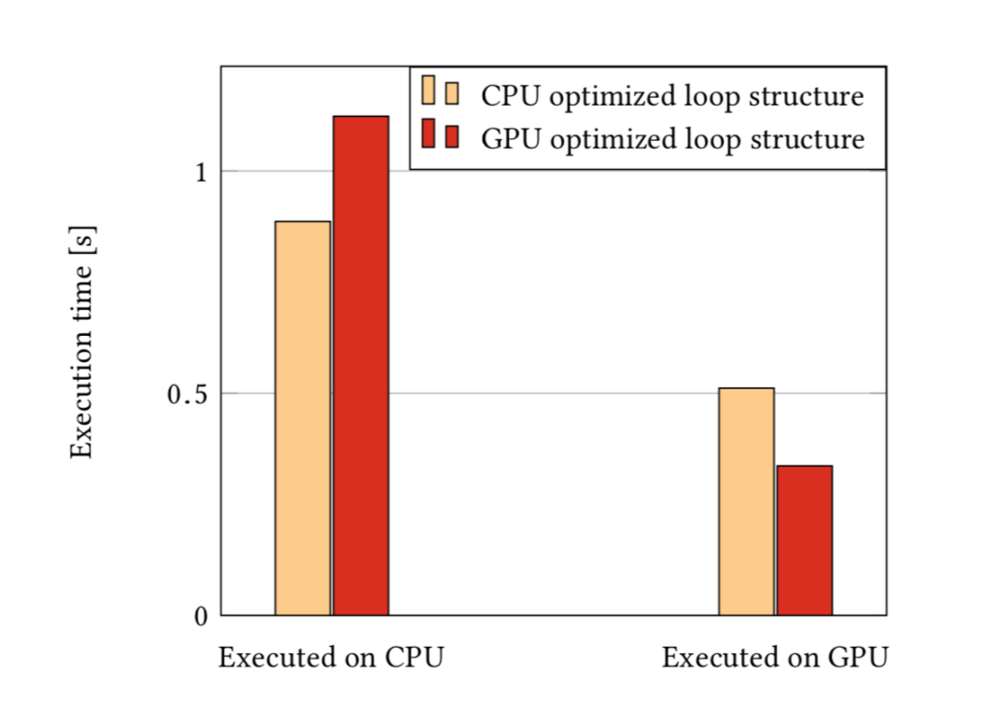 CPU optimized loop structure
GPU optimized loop structure
1
0.5
0
Execution time [s]
Executed on CPU
Executed on GPU